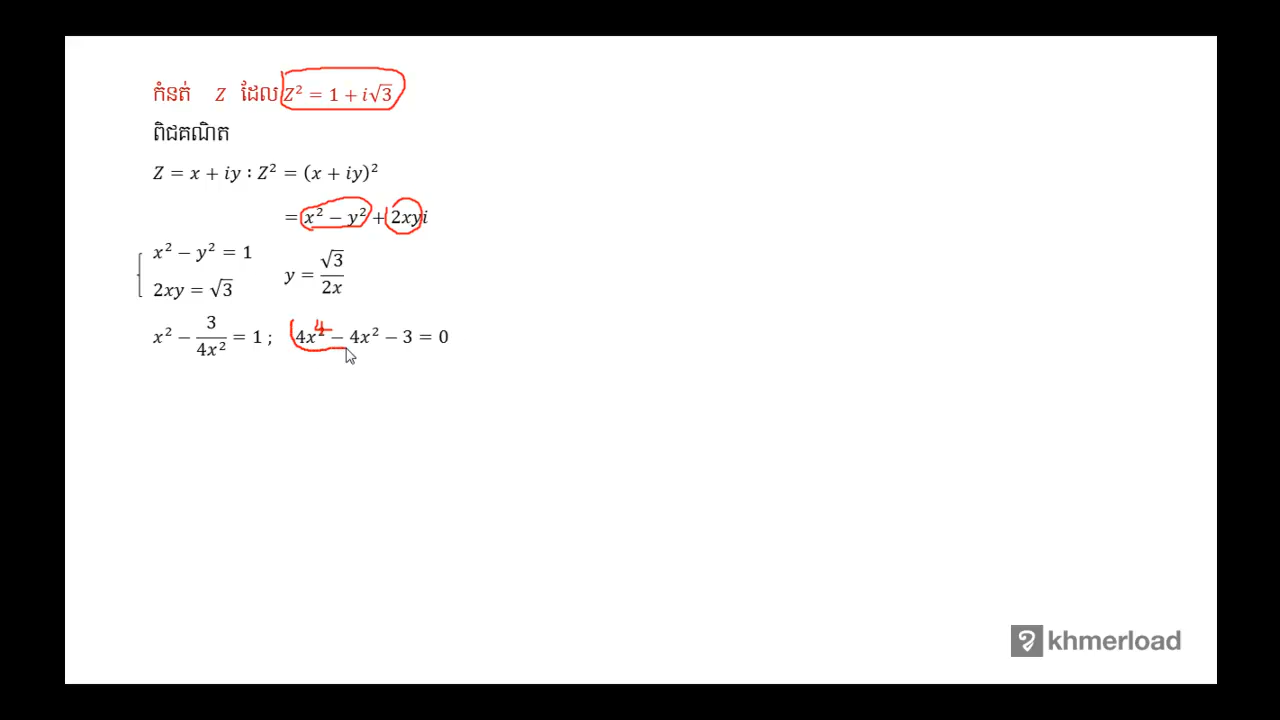 កំនត់ Z ដែល Z² = 1 + i√3
ពិជគណិត
Z = x + iy : Z² = (x + iy)²
= x² − y² + 2xyi
x² − y² = 1
2xy = √3
y = √3/2x
x² − 3/4x² = 1 ; 4x⁴ − 4x² − 3 = 0
khmerload